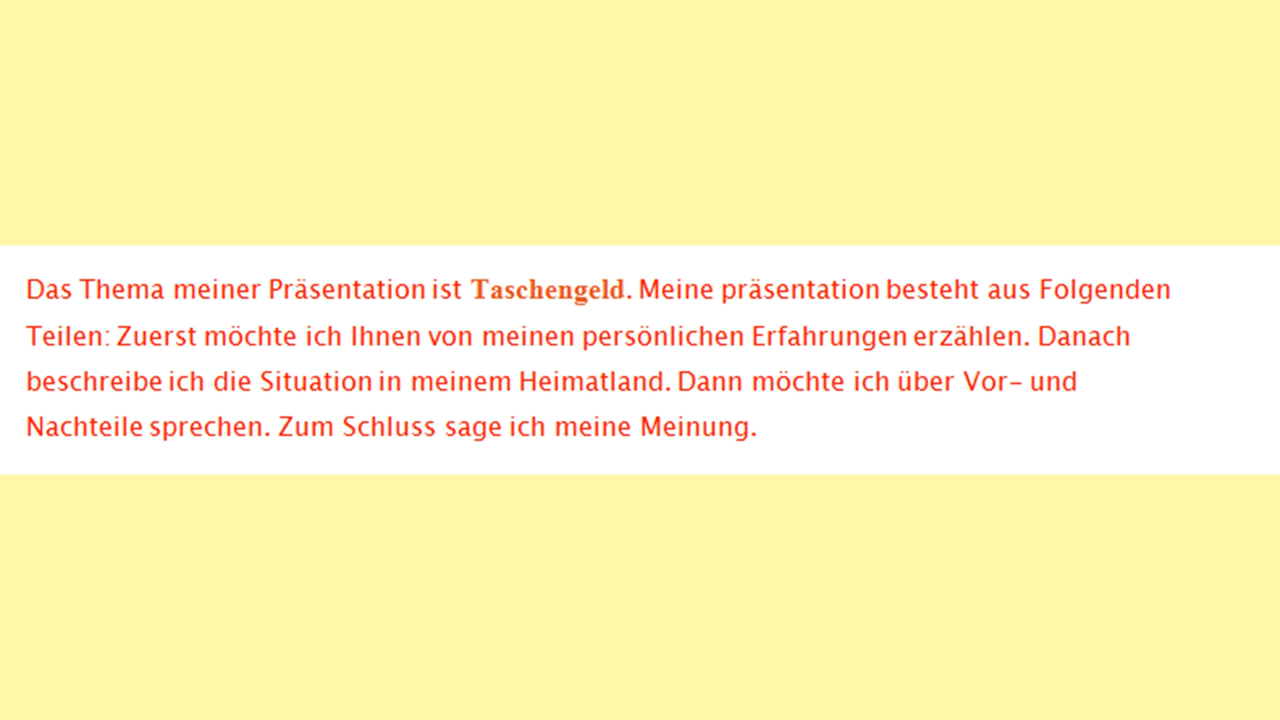 Das Thema meiner Präsentation ist Taschengeld. Meine präsentation besteht aus Folgenden
Teilen: Zuerst möchte ich Ihnen von meinen persönlichen Erfahrungen erzählen. Danach
beschreibe ich die Situation in meinem Heimatland. Dann möchte ich über Vor– und
Nachteile sprechen. Zum Schluss sage ich meine Meinung.